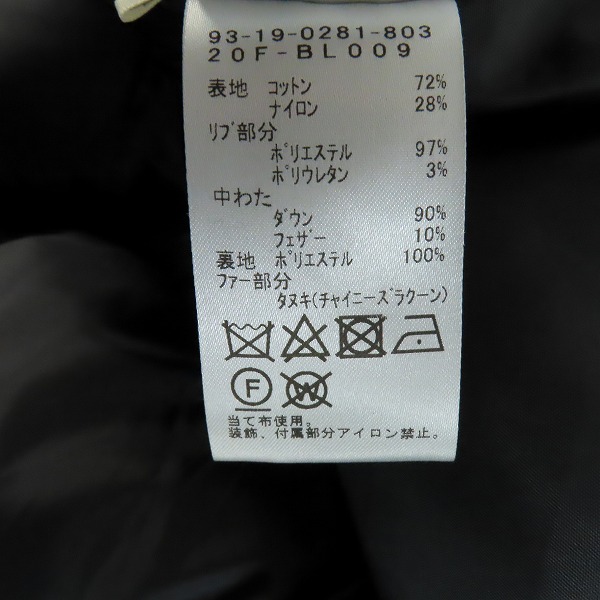 93-19-0281-803
20F-BL009
表地 コットン 72%
ナイロン 28%
リブ部分
ポリエステル 97%
ポリウレタン 3%
中わた
ダウン 90%
フェザー 10%
裏地 ポリエステル 100%
ファー部分
タヌキ(チャイニーズラクーン)
F W
当て布使用。
装飾、付属部分アイロン禁止。